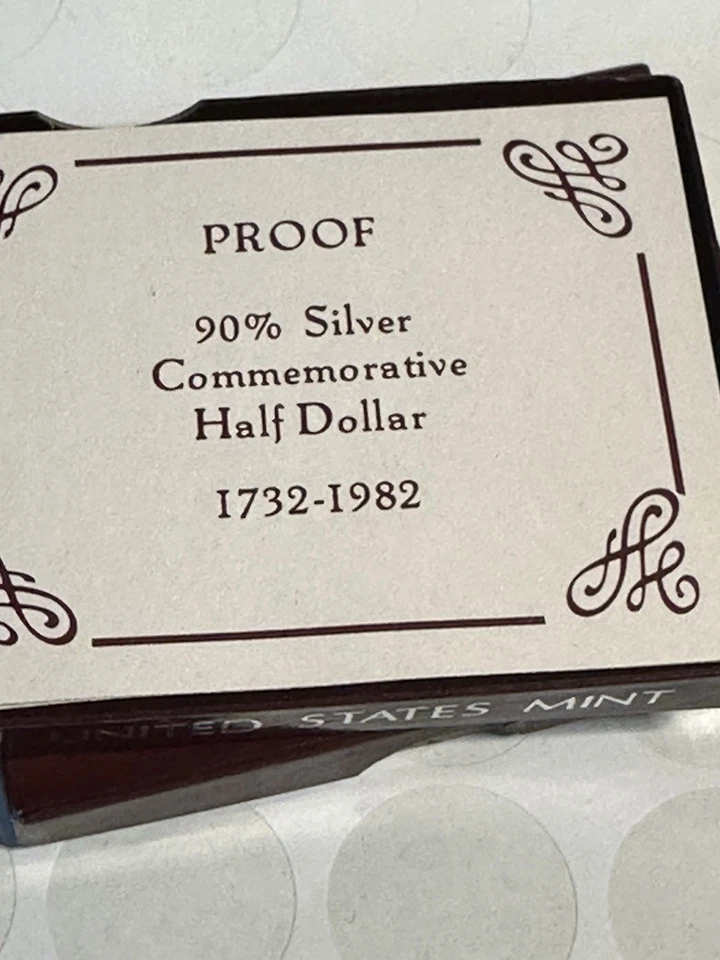 PROOF
90% Silver
Commemorative
Half Dollar
1732-1982
UNITED STATES MINT